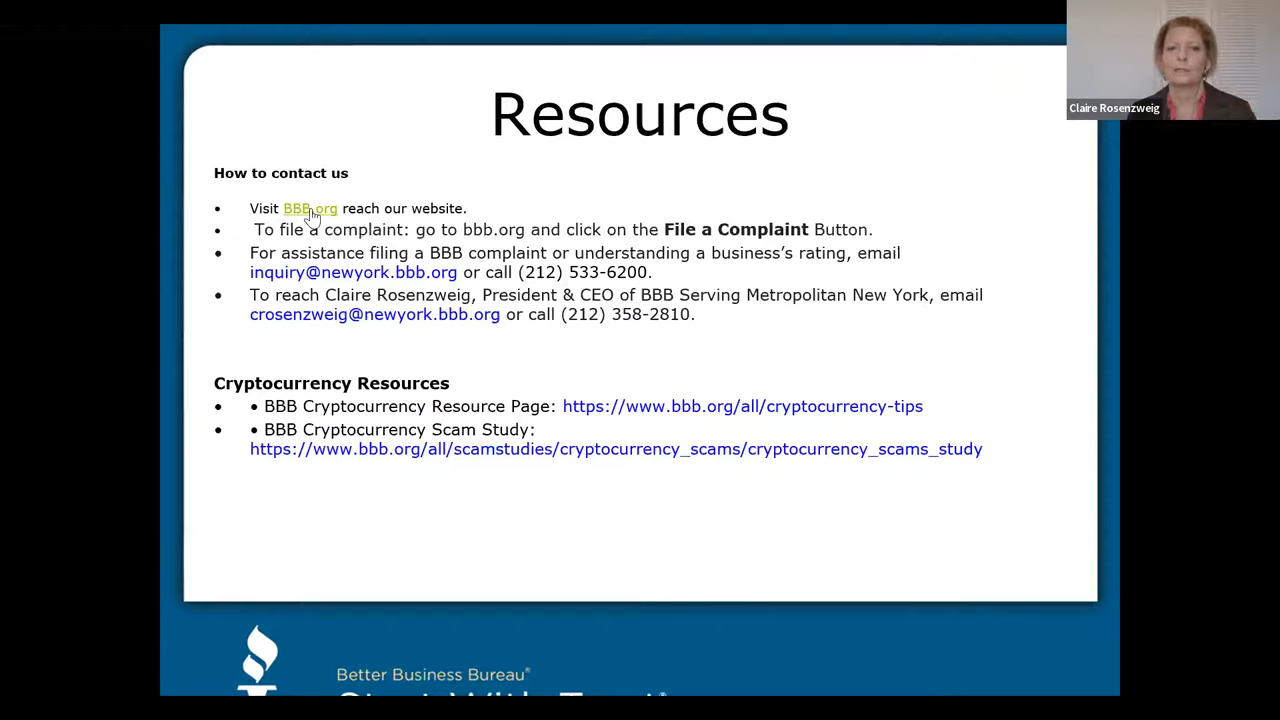 Resources
Claire Rosenzweig
How to contact us
• Visit BBB.org reach our website.
• To file a complaint: go to bbb.org and click on the File a Complaint Button.
• For assistance filing a BBB complaint or understanding a business's rating, email
inquiry@newyork.bbb.org or call (212) 533-6200.
• To reach Claire Rosenzweig, President & CEO of BBB Serving Metropolitan New York, email
crosenzweig@newyork.bbb.org or call (212) 358-2810.
Cryptocurrency Resources
• • BBB Cryptocurrency Resource Page: https://www.bbb.org/all/cryptocurrency-tips
• • BBB Cryptocurrency Scam Study:
https://www.bbb.org/all/scamstudies/cryptocurrency_scams/cryptocurrency_scams_study
Better Business Bureau®
Start With Trust®